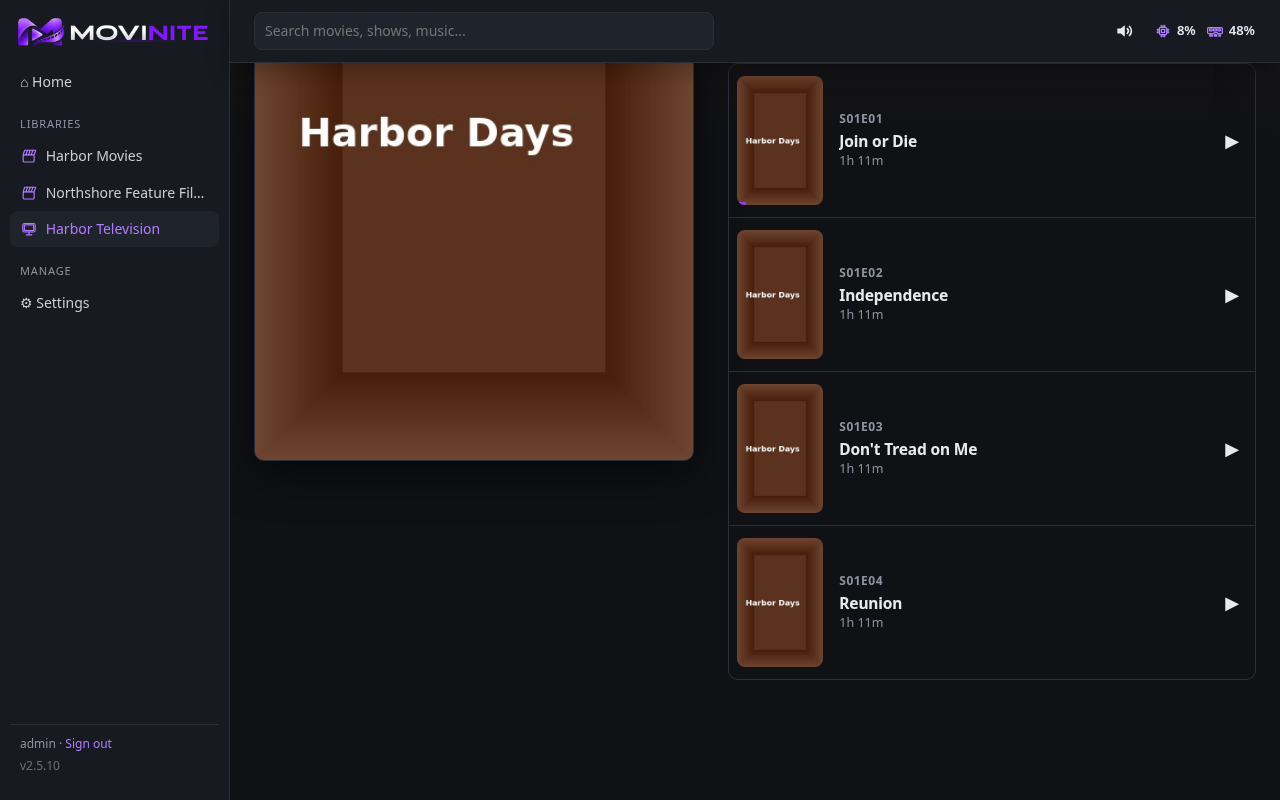 MOVINITE
Search movies, shows, music...
8%
48%
⌂ Home
LIBRARIES
Harbor Movies
Northshore Feature Fil...
Harbor Television
MANAGE
⚙ Settings
admin · Sign out
v2.5.10
Harbor Days
Harbor Days
S01E01
Join or Die
1h 11m
Harbor Days
S01E02
Independence
1h 11m
Harbor Days
S01E03
Don't Tread on Me
1h 11m
Harbor Days
S01E04
Reunion
1h 11m